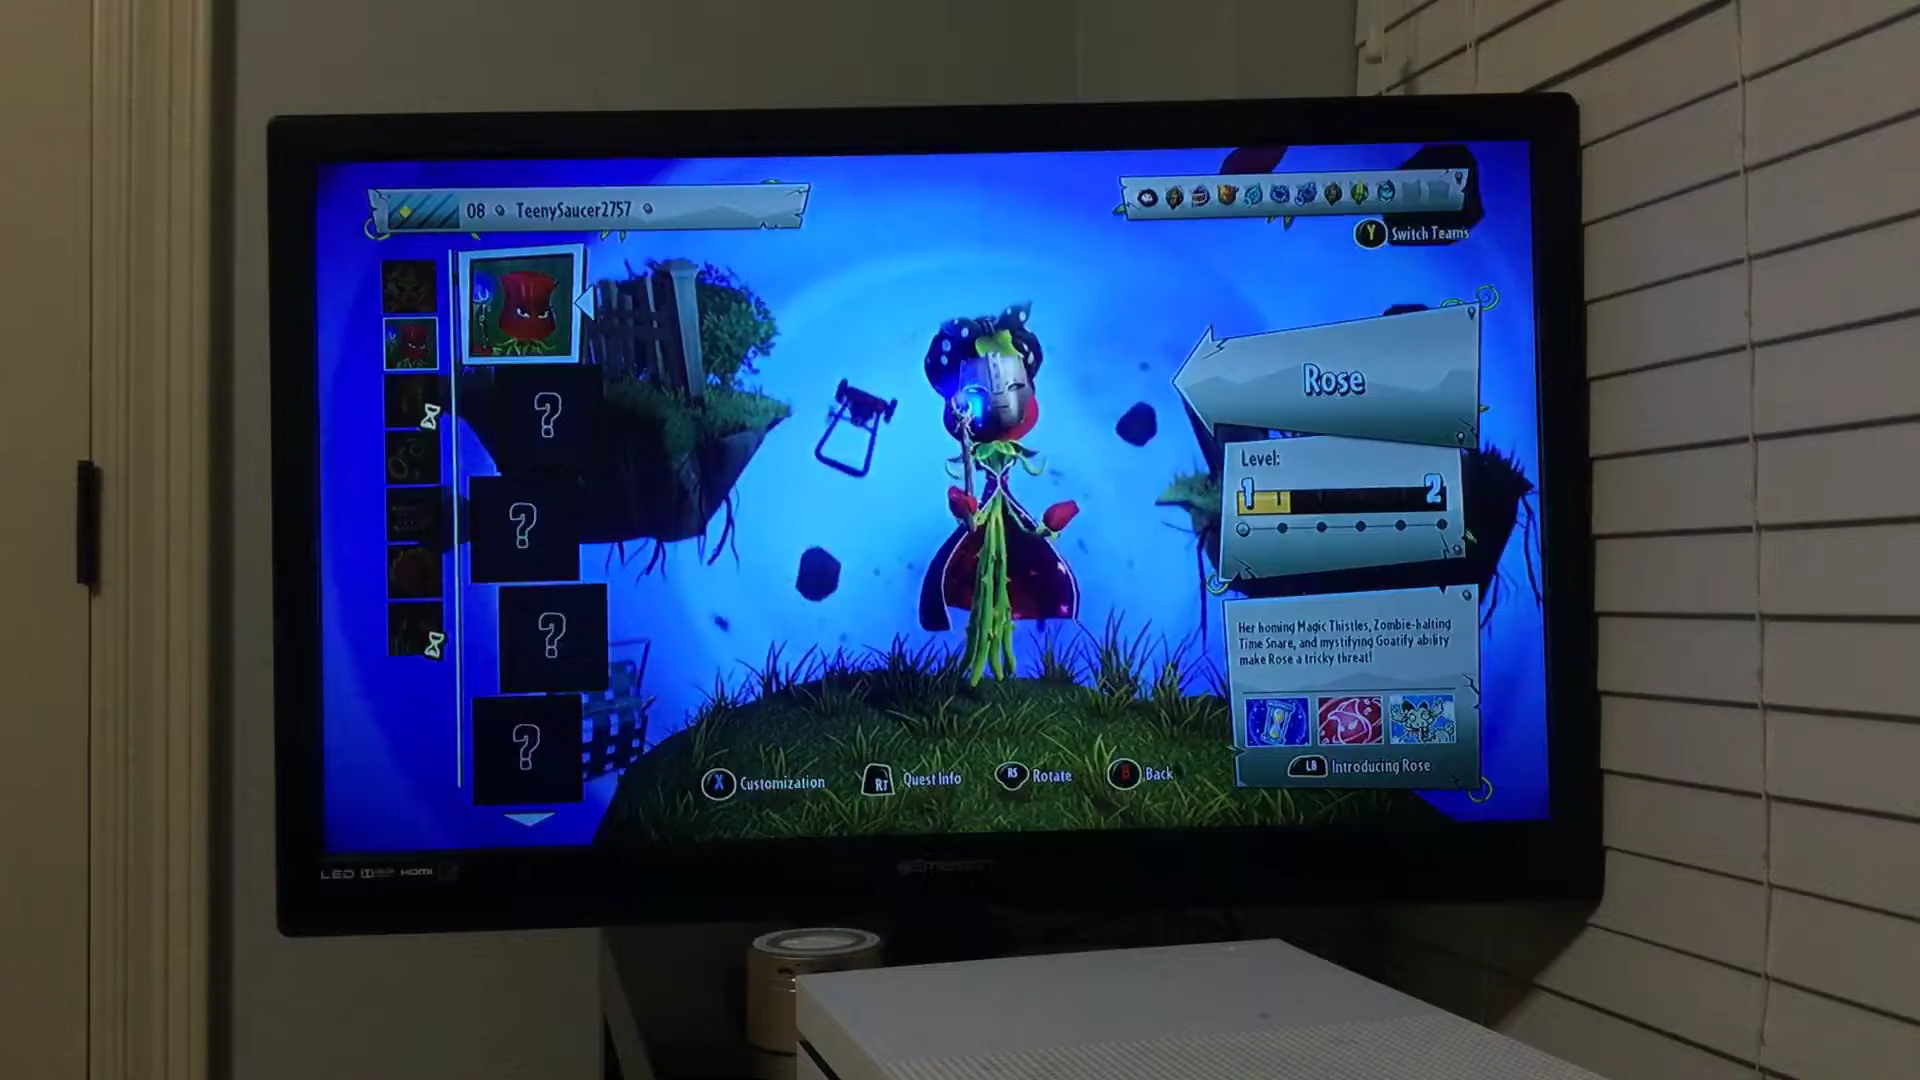 08 TeenySaucer2757
Y Switch Teams
Rose
Level:
1 2
?
?
?
?
Her homing Magic Thistles, Zombie-halting
Time Snare, and mystifying Goatify ability
make Rose a tricky threat!
LB Introducing Rose
X Customization RT Quest Info RS Rotate B Back
LED HDMI
EMERSON